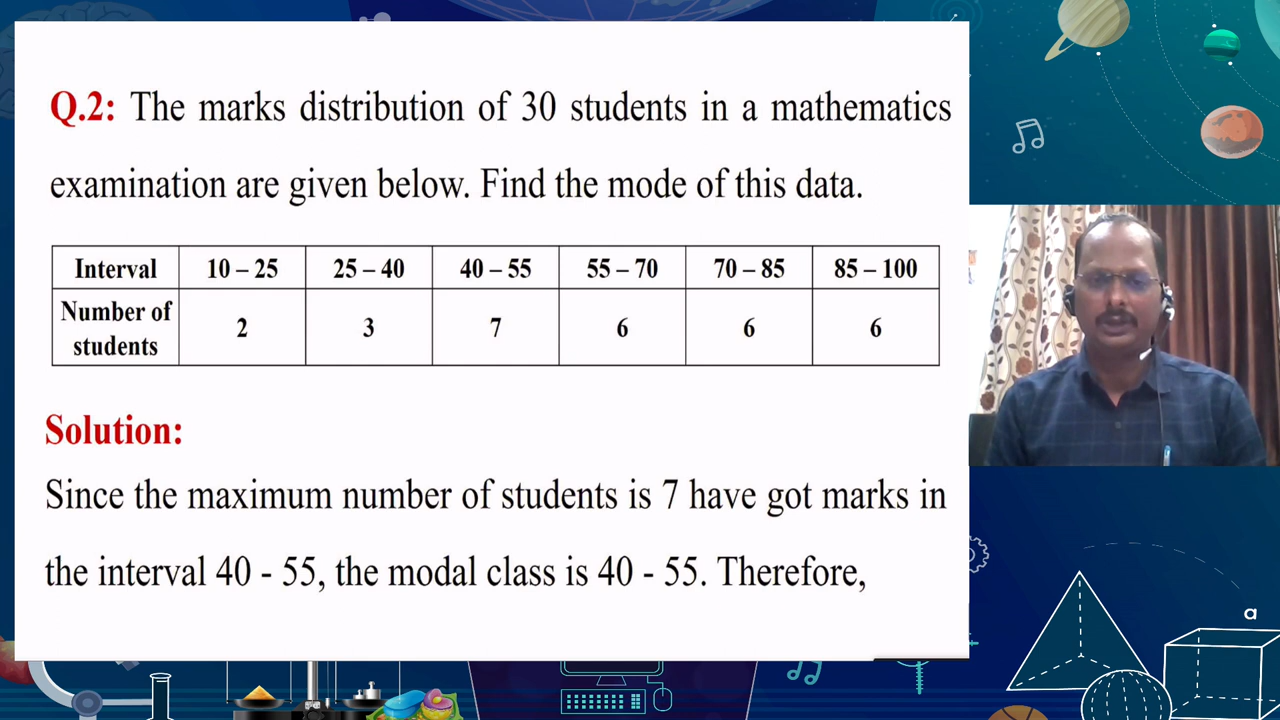 Q.2: The marks distribution of 30 students in a mathematics
examination are given below. Find the mode of this data.
Interval 10 – 25 25 – 40 40 – 55 55 – 70 70 – 85 85 – 100
Number of students 2 3 7 6 6 6
Solution:
Since the maximum number of students is 7 have got marks in
the interval 40 - 55, the modal class is 40 - 55. Therefore,
a